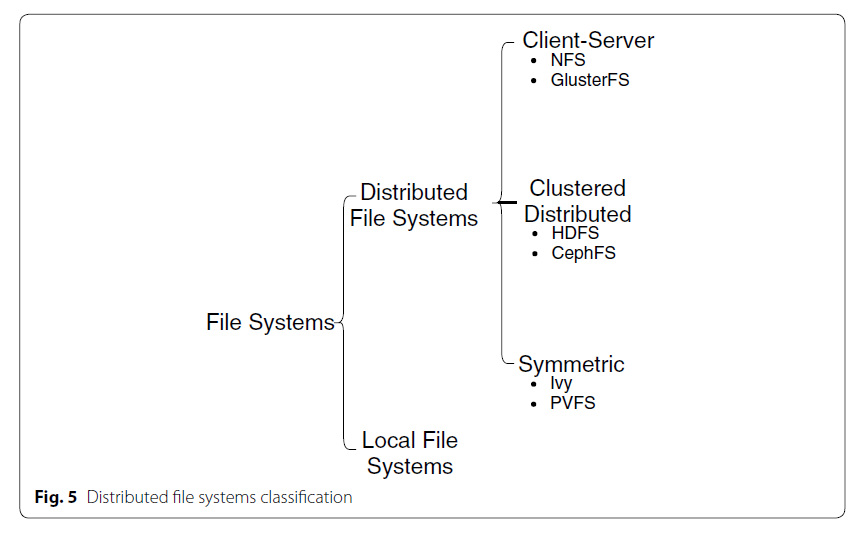 Client-Server
• NFS
• GlusterFS
Distributed
File Systems
Clustered
Distributed
• HDFS
• CephFS
File Systems
Symmetric
• Ivy
• PVFS
Local File
Systems
Fig. 5 Distributed file systems classification